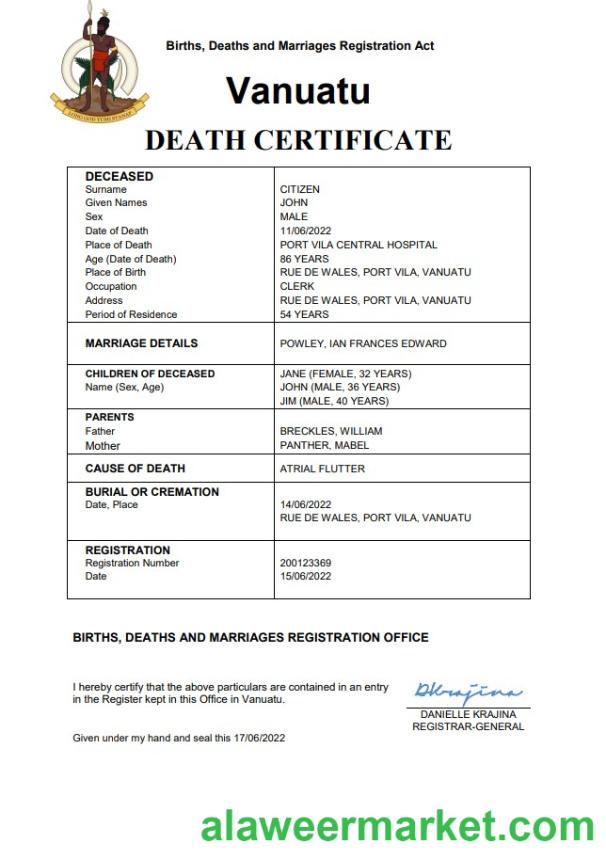 Births, Deaths and Marriages Registration Act
Vanuatu
DEATH CERTIFICATE
DECEASED
Surname CITIZEN
Given Names JOHN
Sex MALE
Date of Death 11/06/2022
Place of Death PORT VILA CENTRAL HOSPITAL
Age (Date of Death) 86 YEARS
Place of Birth RUE DE WALES, PORT VILA, VANUATU
Occupation CLERK
Address RUE DE WALES, PORT VILA, VANUATU
Period of Residence 54 YEARS
MARRIAGE DETAILS POWLEY, IAN FRANCES EDWARD
CHILDREN OF DECEASED JANE (FEMALE, 32 YEARS)
Name (Sex, Age) JOHN (MALE, 36 YEARS)
JIM (MALE, 40 YEARS)
PARENTS
Father BRECKLES, WILLIAM
Mother PANTHER, MABEL
CAUSE OF DEATH ATRIAL FLUTTER
BURIAL OR CREMATION
Date, Place 14/06/2022
RUE DE WALES, PORT VILA, VANUATU
REGISTRATION
Registration Number 200123369
Date 15/06/2022
BIRTHS, DEATHS AND MARRIAGES REGISTRATION OFFICE
I hereby certify that the above particulars are contained in an entry
in the Register kept in this Office in Vanuatu.
DKrajina
DANIELLE KRAJINA
REGISTRAR-GENERAL
Given under my hand and seal this 17/06/2022
alaweermarket.com